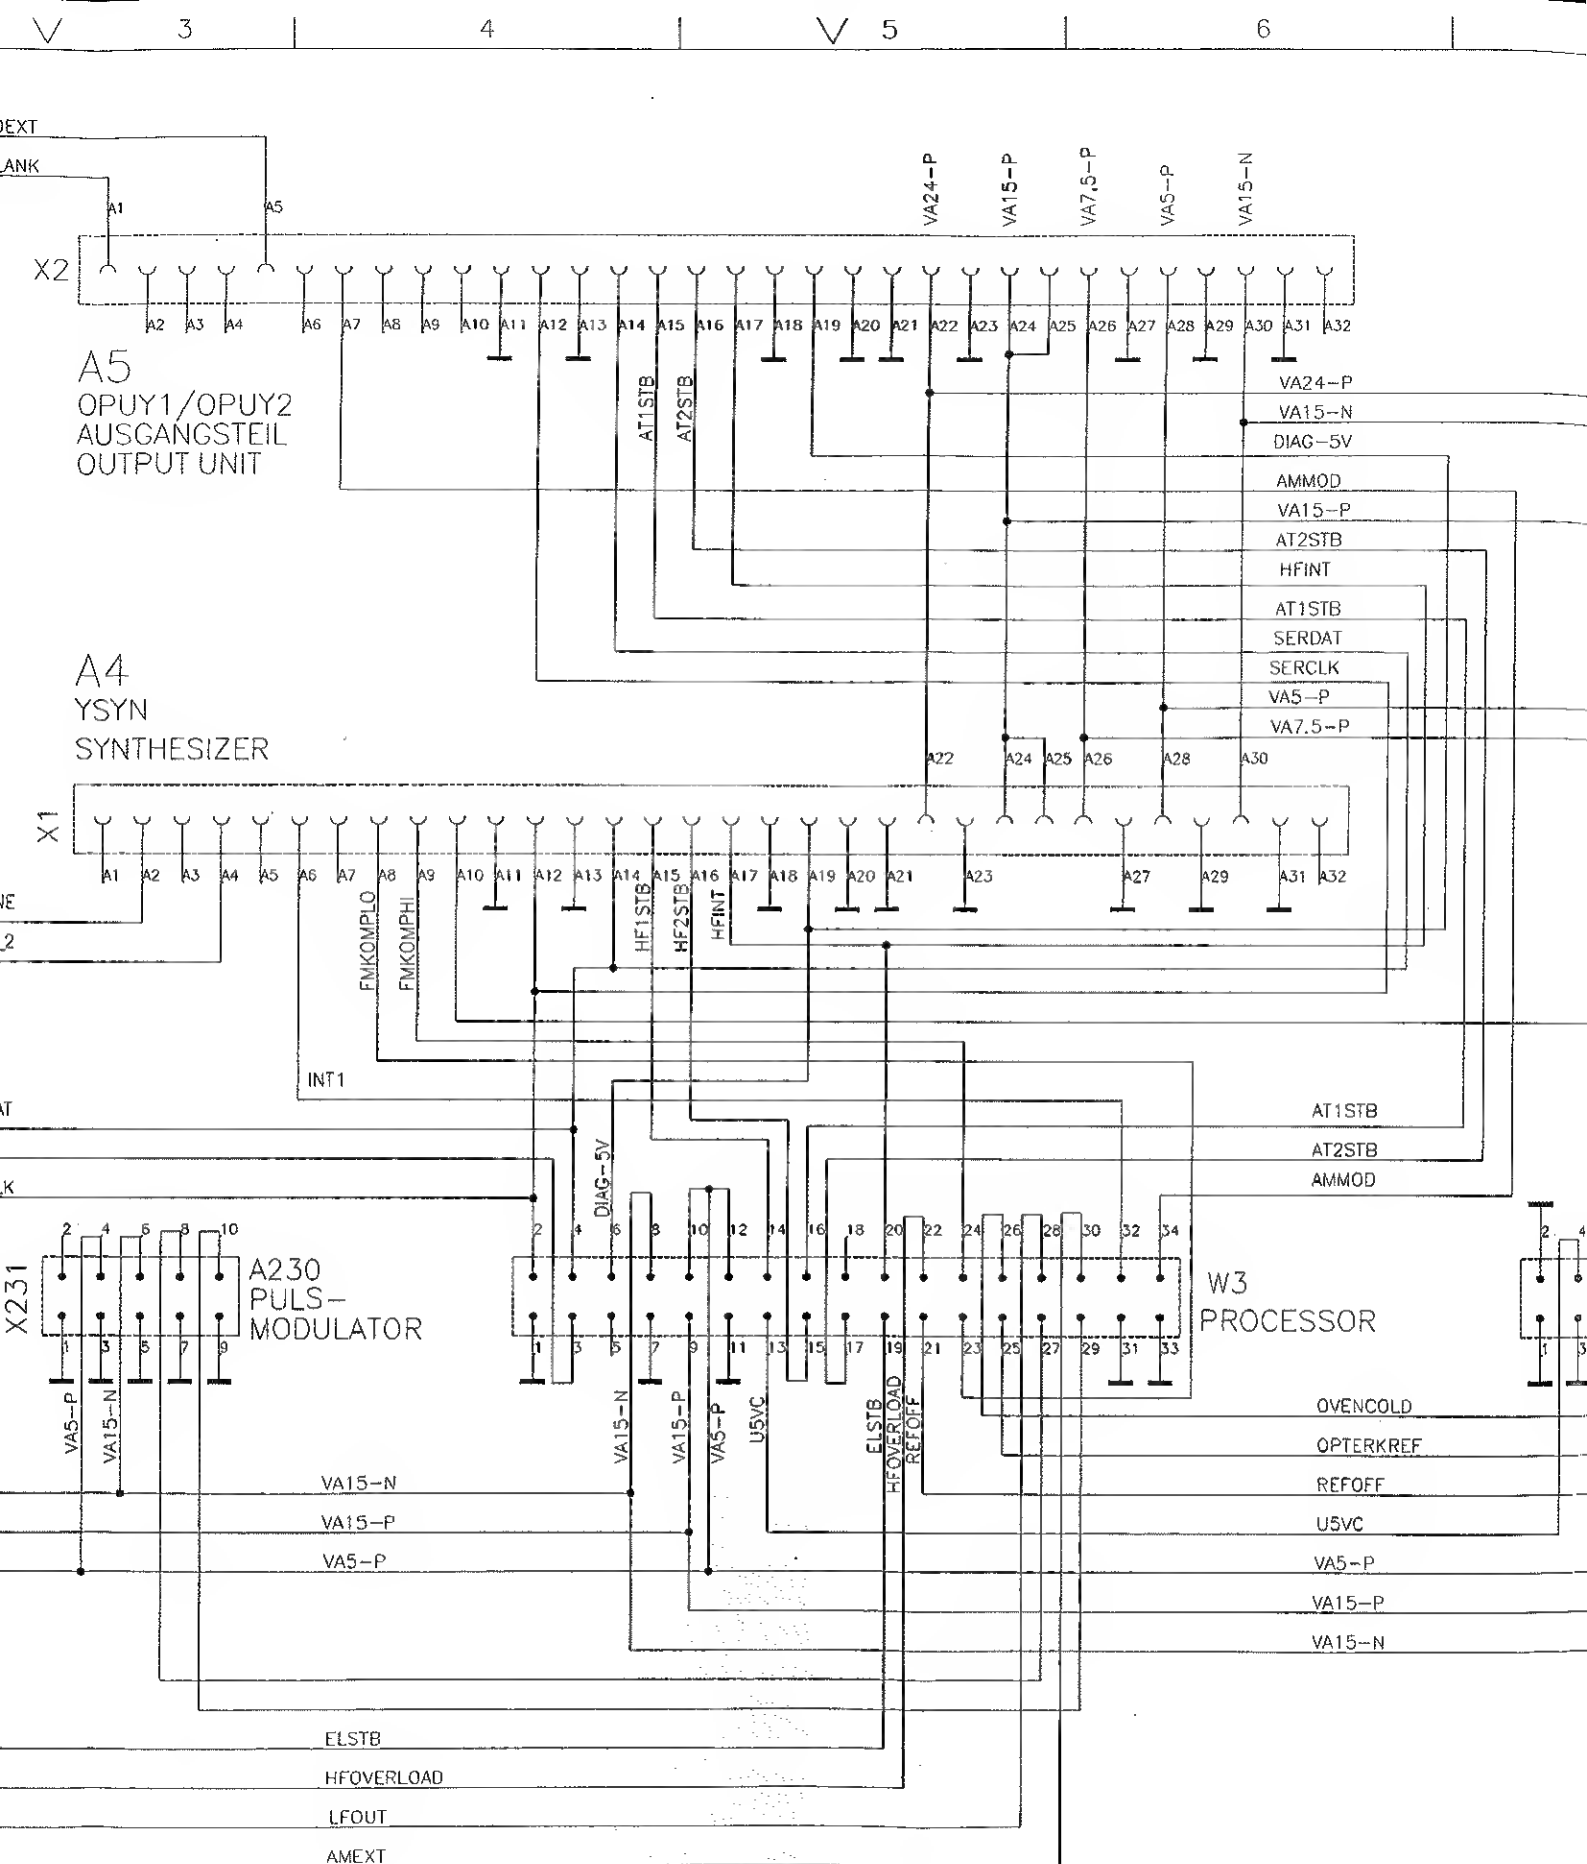 3 4 5 6
A1 A5
VA24-P VA15-P VA7.5-P VA5-P VA15-N
X2
A2 A3 A4 A6 A7 A8 A9 A10 A11 A12 A13 A14 A15 A16 A17 A18 A19 A20 A21 A22 A23 A24 A25 A26 A27 A28 A29 A30 A31 A32
A5
OPUY1/OPUY2
AUSGANGSTEIL
OUTPUT UNIT
AT1STB AT2STB
VA24-P
VA15-N
DIAG-5V
AMMOD
VA15-P
AT2STB
HFINT
AT1STB
SERDAT
SERCLK
VA5-P
VA7.5-P
A4
YSYN
SYNTHESIZER
A22 A24 A25 A26 A28 A30
X1
A1 A2 A3 A4 A5 A6 A7 A8 A9 A10 A11 A12 A13 A14 A15 A16 A17 A18 A19 A20 A21 A23 A27 A29 A31 A32
FMKOMPLO FMKOMPHI HF1STB HF2STB HFINT
_2
INT1
AT1STB
AT2STB
AMMOD
DIAG-5V
2 4 6 8 10
2 4 6 8 10 12 14 16 18 20 22 24 26 28 30 32 34
2 4
X231
A230
PULS-
MODULATOR
W3
PROCESSOR
1 3 5 7 9
1 3 5 7 9 11 13 15 17 19 21 23 25 27 29 31 33
1 3
VA5-P VA15-N VA15-N VA15-P VA5-P U5VC ELSTB HFOVERLOAD REFOFF
OVENCOLD
OPTERKREF
VA15-N REFOFF
VA15-P U5VC
VA5-P VA5-P
VA15-P
VA15-N
ELSTB
HFOVERLOAD
LFOUT
AMEXT